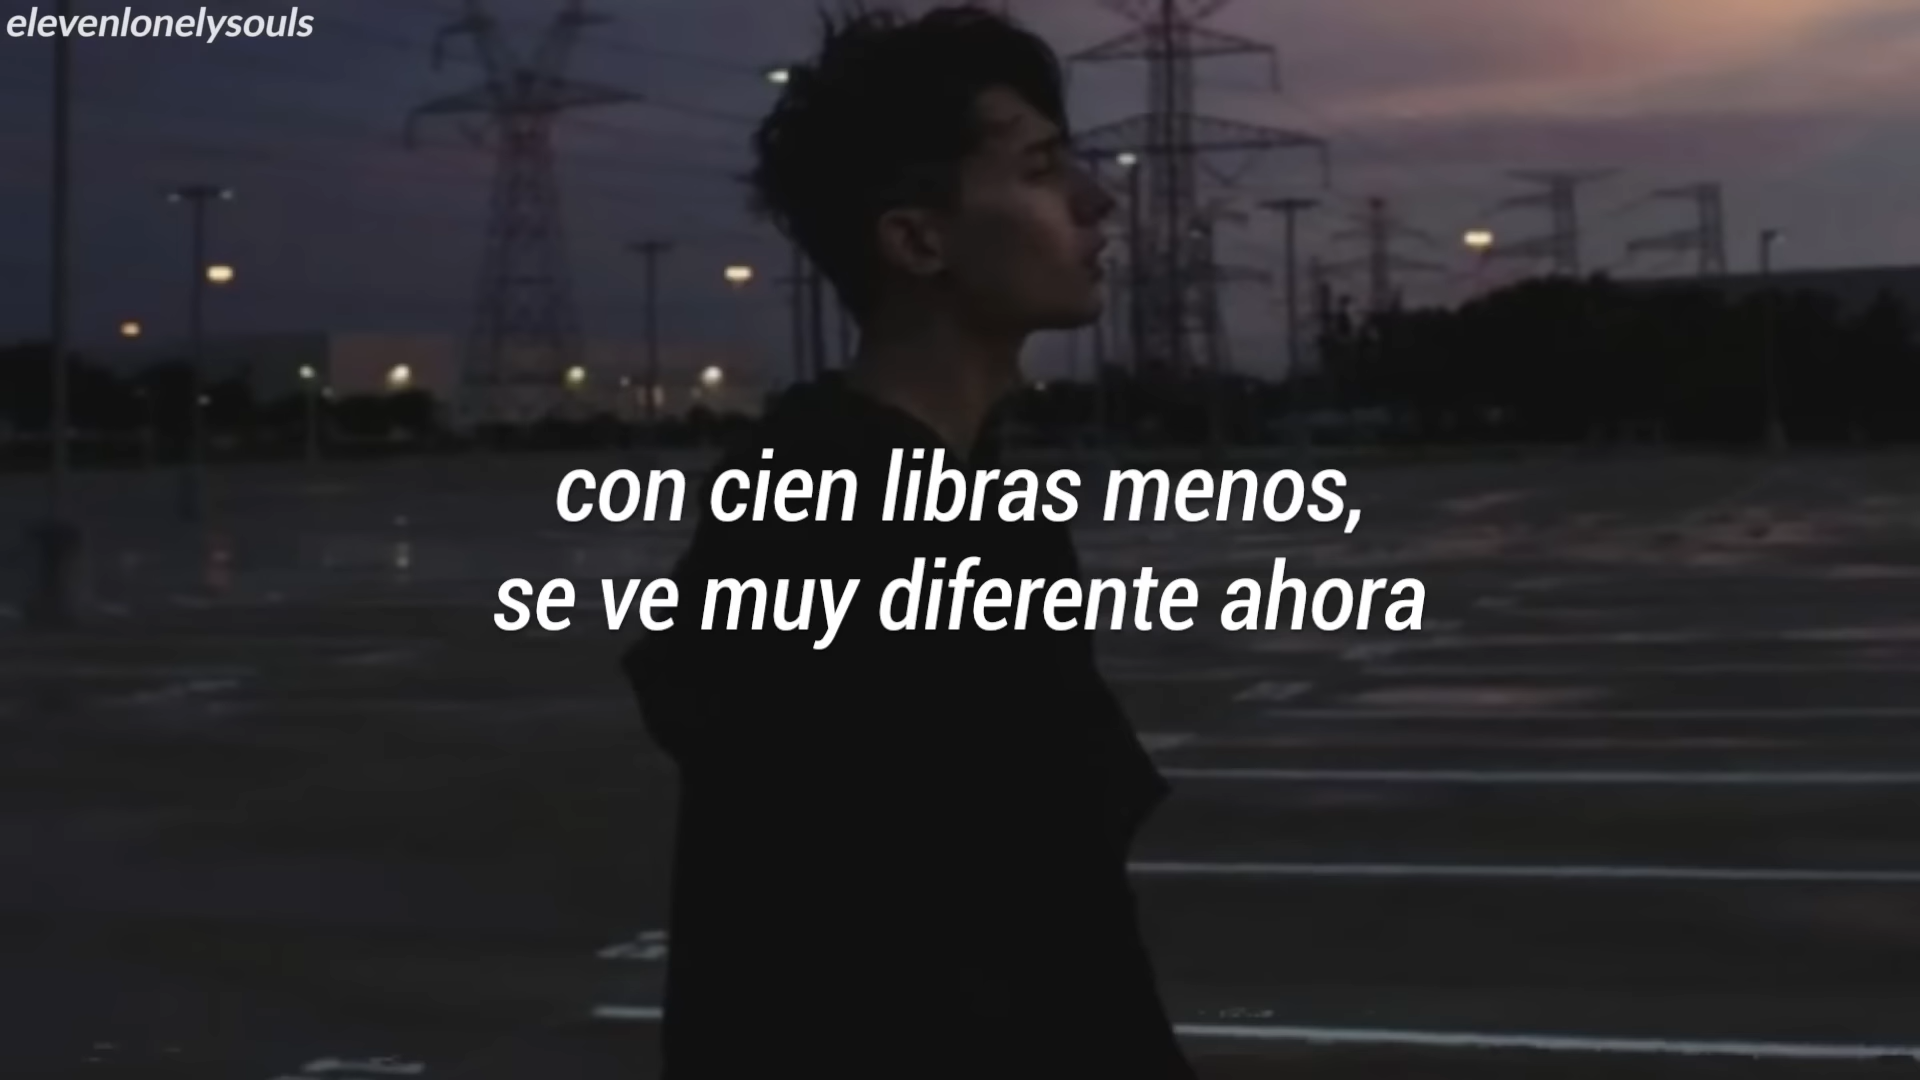 elevenlonelysouls
con cien libras menos,
se ve muy diferente ahora